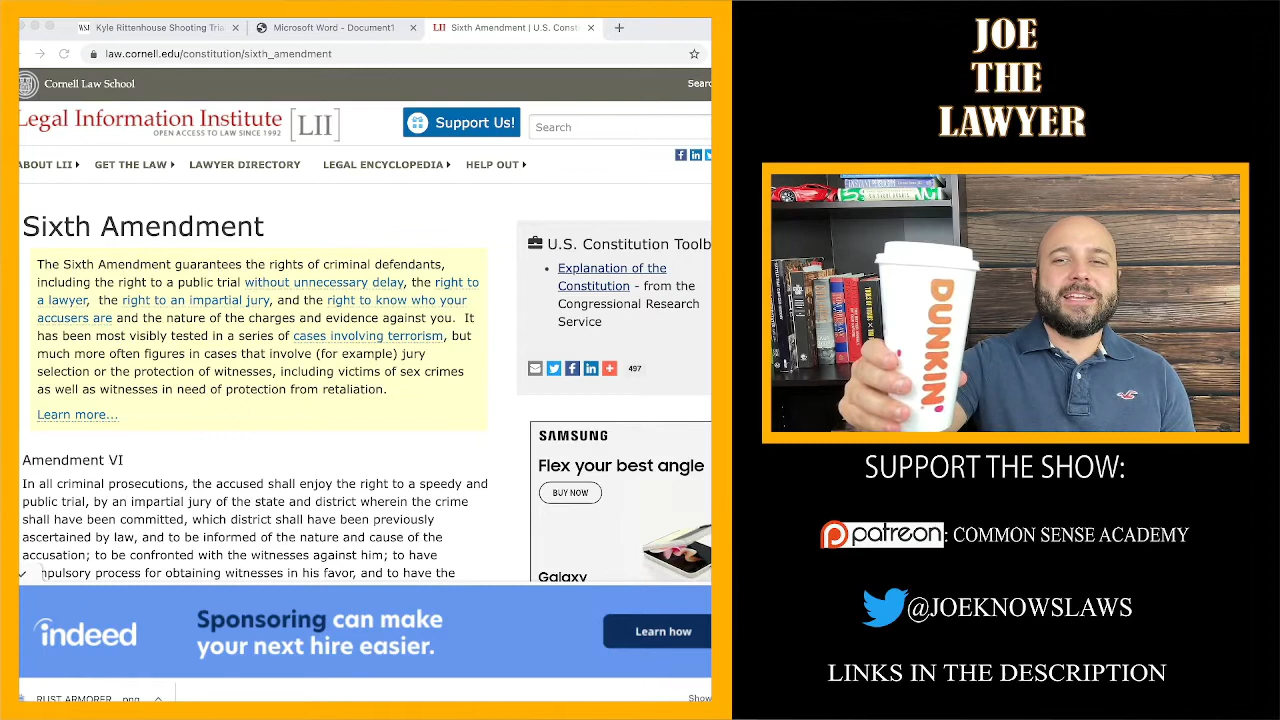 WSJ Kyle Rittenhouse Shooting Tria
Microsoft Word - Document1
LII Sixth Amendment | U.S. Const
law.cornell.edu/constitution/sixth_amendment
Cornell Law School
Searc
Legal Information Institute [LII]
OPEN ACCESS TO LAW SINCE 1992
Support Us!
Search
ABOUT LII
GET THE LAW
LAWYER DIRECTORY
LEGAL ENCYCLOPEDIA
HELP OUT
Sixth Amendment
The Sixth Amendment guarantees the rights of criminal defendants,
including the right to a public trial without unnecessary delay, the right to
a lawyer, the right to an impartial jury, and the right to know who your
accusers are and the nature of the charges and evidence against you. It
has been most visibly tested in a series of cases involving terrorism, but
much more often figures in cases that involve (for example) jury
selection or the protection of witnesses, including victims of sex crimes
as well as witnesses in need of protection from retaliation.
Learn more...
Amendment VI
In all criminal prosecutions, the accused shall enjoy the right to a speedy and
public trial, by an impartial jury of the state and district wherein the crime
shall have been committed, which district shall have been previously
ascertained by law, and to be informed of the nature and cause of the
accusation; to be confronted with the witnesses against him; to have
mpulsory process for obtaining witnesses in his favor, and to have the
U.S. Constitution Toolb
• Explanation of the
Constitution - from the
Congressional Research
Service
497
SAMSUNG
Flex your best angle
BUY NOW
Galaxy
indeed
Sponsoring can make
your next hire easier.
Learn how
RUST ARMORER .png
Show
JOE
THE
LAWYER
DUNKIN'
SUPPORT THE SHOW:
patreon: COMMON SENSE ACADEMY
@JOEKNOWSLAWS
LINKS IN THE DESCRIPTION